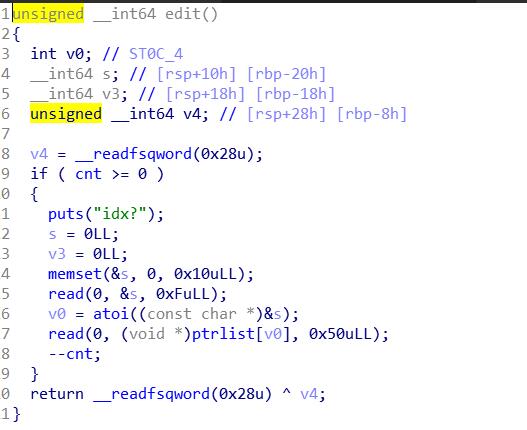 1 unsigned __int64 edit()
2 {
3 int v0; // ST0C_4
4 __int64 s; // [rsp+10h] [rbp-20h]
5 __int64 v3; // [rsp+18h] [rbp-18h]
6 unsigned __int64 v4; // [rsp+28h] [rbp-8h]
7
8 v4 = __readfsqword(0x28u);
9 if ( cnt >= 0 )
0 {
1 puts("idx?");
2 s = 0LL;
3 v3 = 0LL;
4 memset(&s, 0, 0x10uLL);
5 read(0, &s, 0xFuLL);
6 v0 = atoi((const char *)&s);
7 read(0, (void *)ptrlist[v0], 0x50uLL);
8 --cnt;
9 }
0 return __readfsqword(0x28u) ^ v4;
1 }